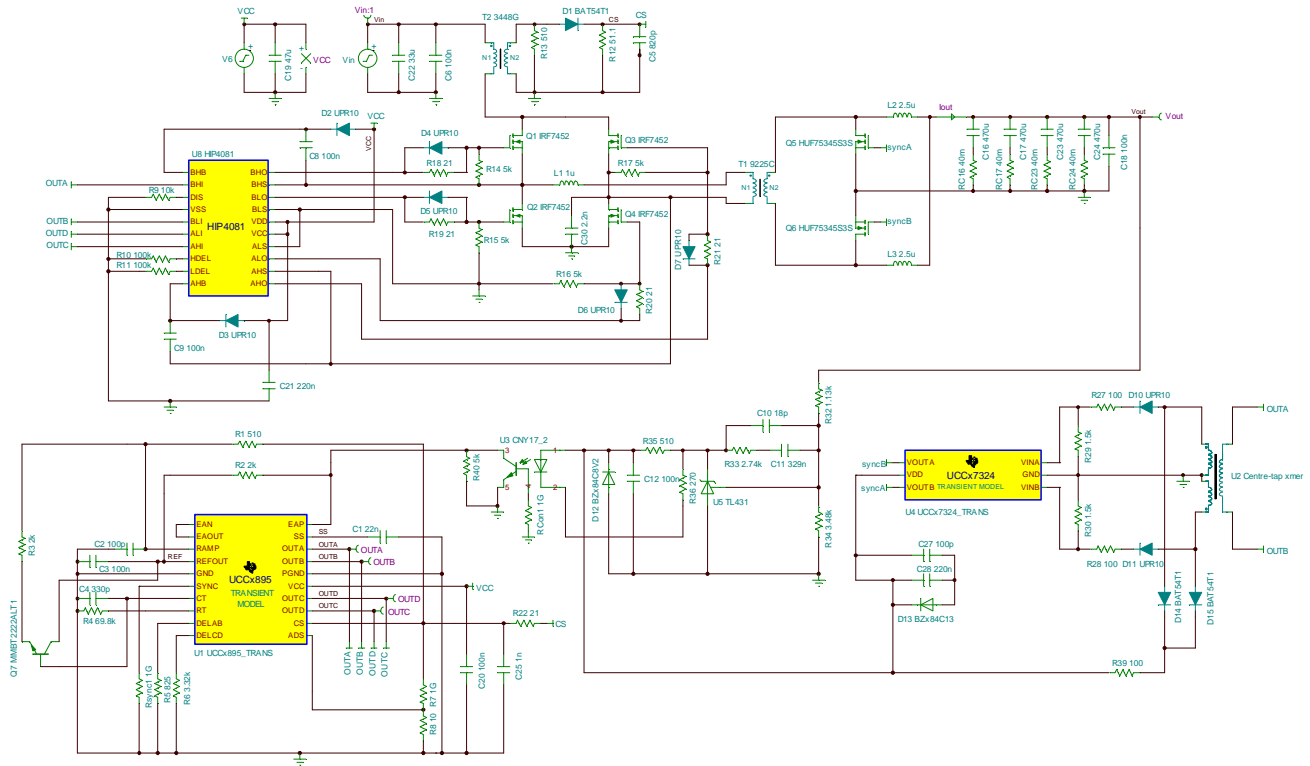 VCC
V6
C19 47u
VCC
Vin:1
Vin
Vin
C22 33u
C6 100n
T2 3448G
N1
N2
D1 BAT54T1
R13 510
CS
R12 51.1
C5 820p
CS
D2 UPR10
VCC
VCC
C8 100n
D4 UPR10
R18 21
R14 5k
Q1 IRF7452
Q3 IRF7452
R17 5k
L1 1u
D5 UPR10
R19 21
R15 5k
Q2 IRF7452
Q4 IRF7452
C30 2.2n
R16 5k
D6 UPR10
R20 21
D7 UPR10
R21 21
U8 HIP4081
HIP4081
BHB
BHI
DIS
VSS
BLI
ALI
AHI
HDEL
LDEL
AHB
BHO
BHS
BLO
BLS
VDD
VCC
ALS
ALO
AHS
AHO
OUTA
R9 10k
OUTB
OUTD
OUTC
R10 100k
R11 100k
D3 UPR10
C9 100n
C21 220n
T1 9225C
N1
N2
Q5 HUF75345S3S
syncA
Q6 HUF75345S3S
syncB
L2 2.5u
L3 2.5u
Iout
Vout
Vout
RC16 40m
C16 470u
RC17 40m
C17 470u
RC23 40m
C23 470u
RC24 40m
C24 470u
C18 100n
R1 510
R2 2k
R3 2k
C2 100p
REF
C3 100n
C4 330p
R4 69.8k
Q7 MMBT2222ALT1
Rsync1 1G
R5 825
R6 3.32k
UCCx895
TRANSIENT
MODEL
U1 UCCx895_TRANS
EAN
EAOUT
RAMP
REFOUT
GND
SYNC
CT
RT
DELAB
DELCD
EAP
SS
OUTA
OUTB
PGND
VCC
OUTC
OUTD
CS
ADS
SS
C1 22n
OUTA
OUTA
OUTB
OUTB
VCC
OUTD
OUTD
OUTC
OUTC
OUTA
OUTB
OUTD
OUTC
R22 21
CS
R7 1G
R8 10
C20 100n
C25 1n
U3 CNY17_2
3
5
4
1
2
R40 5k
RCon1 1G
D12 BZx84C8V2
C12 100n
R35 510
R36 270
U5 TL431
C10 18p
R33 2.74k
C11 329n
R32 1.13k
R34 3.48k
syncB
syncA
UCCx7324
TRANSIENT MODEL
U4 UCCx7324_TRANS
VOUTA
VDD
VOUTB
VINA
GND
VINB
C27 100p
C28 220n
D13 BZx84C13
R27 100
D10 UPR10
R29 1.5k
R30 1.5k
R28 100
D11 UPR10
OUTA
U2 Centre-tap xmer
OUTB
D14 BAT54T1
D15 BAT54T1
R39 100